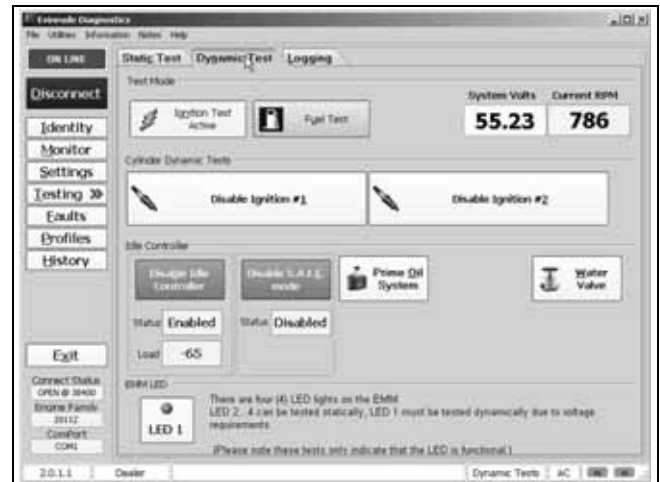 Evinrude Diagnostics
File Utilities Information Notes Help
ON LINE
Static Test Dynamic Test Logging
Disconnect
Identity
Monitor
Settings
Testing
Faults
Profiles
History
Exit
Test Mode
Ignition Test Active
Fuel Test
System Volts Current RPM
55.23 786
Cylinder Dynamic Tests
Disable Ignition #1 Disable Ignition #2
Idle Controller
Disable Idle Controller
Disable S.A.F.E. mode
Prime Oil System
Water Valve
Status Enabled Status Disabled
Load -65
EMM LED
LED 1
There are four (4) LED lights on the EMM
LED 2.. 4 can be tested statically, LED 1 must be tested dynamically due to voltage
requirements
(Please note these tests only indicate that the LED is functional.)
Connect Status
OPEN @ 38400
Engine Family
ComPort
COM1
2.0.1.1 Dealer Dynamic Tests AC